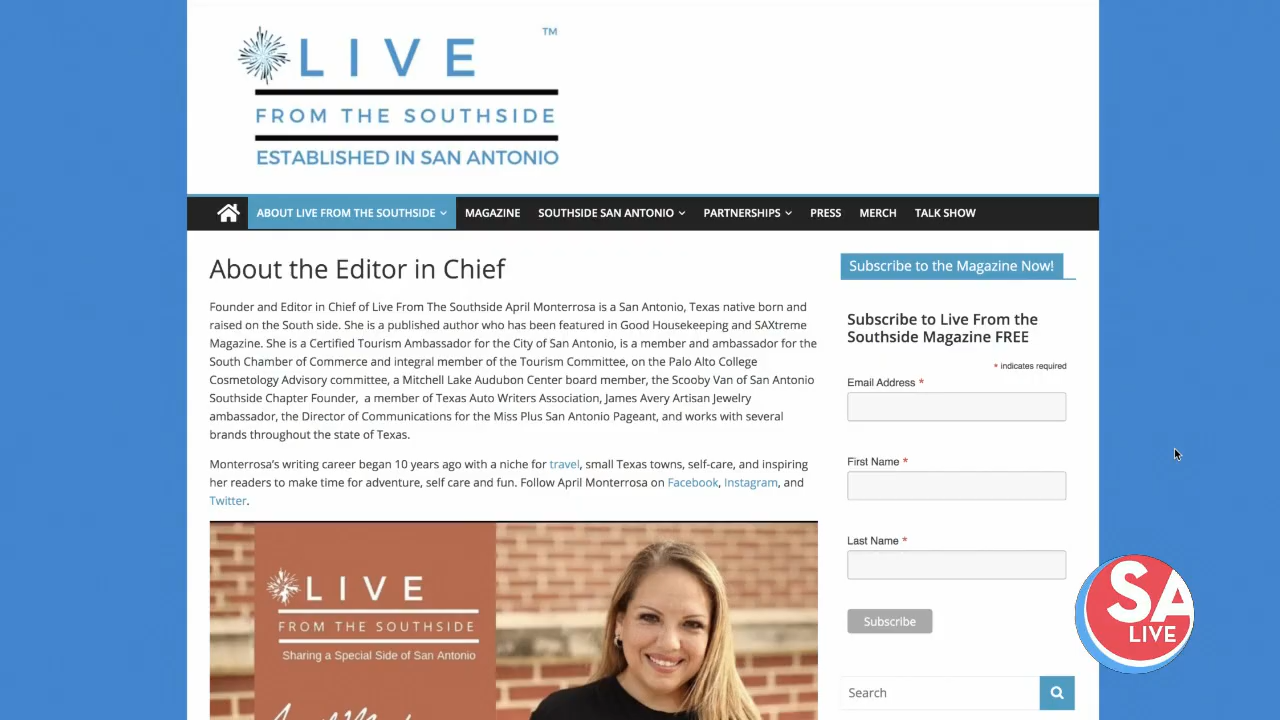 LIVE
TM
FROM THE SOUTHSIDE
ESTABLISHED IN SAN ANTONIO
ABOUT LIVE FROM THE SOUTHSIDE MAGAZINE SOUTHSIDE SAN ANTONIO PARTNERSHIPS PRESS MERCH TALK SHOW
About the Editor in Chief
Founder and Editor in Chief of Live From The Southside April Monterrosa is a San Antonio, Texas native born and
raised on the South side. She is a published author who has been featured in Good Housekeeping and SAXtreme
Magazine. She is a Certified Tourism Ambassador for the City of San Antonio, is a member and ambassador for the
South Chamber of Commerce and integral member of the Tourism Committee, on the Palo Alto College
Cosmetology Advisory committee, a Mitchell Lake Audubon Center board member, the Scooby Van of San Antonio
Southside Chapter Founder, a member of Texas Auto Writers Association, James Avery Artisan Jewelry
ambassador, the Director of Communications for the Miss Plus San Antonio Pageant, and works with several
brands throughout the state of Texas.
Monterrosa's writing career began 10 years ago with a niche for travel, small Texas towns, self-care, and inspiring
her readers to make time for adventure, self care and fun. Follow April Monterrosa on Facebook, Instagram, and
Twitter.
LIVE
FROM THE SOUTHSIDE
Sharing a Special Side of San Antonio
Subscribe to the Magazine Now!
Subscribe to Live From the
Southside Magazine FREE
* indicates required
Email Address *
First Name *
Last Name *
Subscribe
Search
SA
LIVE